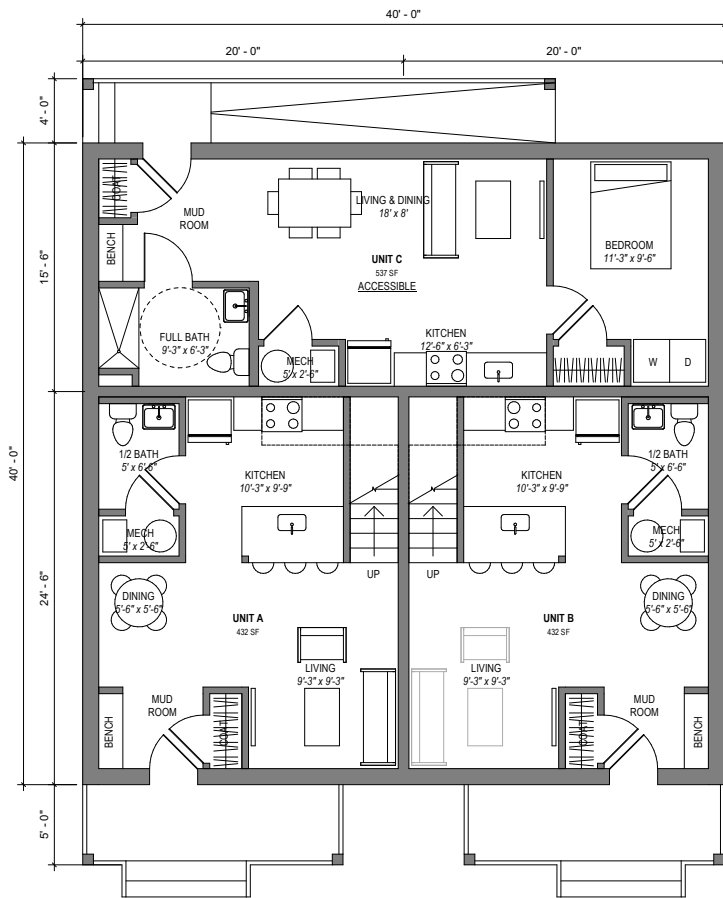 40' - 0"
20' - 0"
20' - 0"
4' - 0"
15' - 6"
40' - 0"
24' - 6"
5' - 0"
COAT
MUD
ROOM
BENCH
LIVING & DINING
18' x 8'
UNIT C
537 SF
ACCESSIBLE
BEDROOM
11'-3" x 9'-6"
FULL BATH
9'-3" x 6'-3"
MECH
5' x 2'-6"
KITCHEN
12'-6" x 6'-3"
W
D
1/2 BATH
5' x 6'-6"
KITCHEN
10'-3" x 9'-9"
MECH
5' x 2'-6"
UP
DINING
5'-6" x 5'-6"
UNIT A
432 SF
LIVING
9'-3" x 9'-3"
MUD
ROOM
BENCH
COAT
KITCHEN
10'-3" x 9'-9"
1/2 BATH
5' x 6'-6"
MECH
5' x 2'-6"
UP
DINING
5'-6" x 5'-6"
UNIT B
432 SF
LIVING
9'-3" x 9'-3"
MUD
ROOM
COAT
BENCH